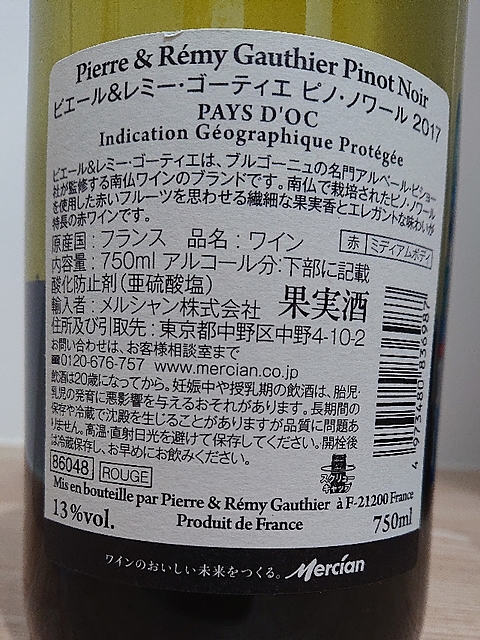 Pierre & Rémy Gauthier Pinot Noir
ピエール&レミー・ゴーティエ ピノ・ノワール 2017
PAYS D'OC
Indication Géographique Protégée
ピエール&レミー・ゴーティエは、ブルゴーニュの名門アルベール・ビショー
社が監修する南仏ワインのブランドです。南仏で栽培されたピノ・ノワール
を使用した赤いフルーツを思わせる繊細な果実香とエレガントな味わいが
特長の赤ワインです。
原産国:フランス 品名:ワイン 赤 ミディアムボディ
内容量:750ml アルコール分:下部に記載
酸化防止剤(亜硫酸塩)
輸入者:メルシャン株式会社 果実酒
住所及び引取先:東京都中野区中野4-10-2
お問い合わせは、お客様相談室まで
☎0120-676-757 www.mercian.co.jp
飲酒は20歳になってから。妊娠中や授乳期の飲酒は、胎児・
乳児の発育に悪影響を与えるおそれがあります。長期間の
保存や冷蔵で沈殿を生じることがありますが品質に問題あ
りません。高温・直射日光を避けて保存してください。開栓後
は冷蔵保存し、お早めにお飲みください。
4 973480 836987
86048 ROUGE
スクリュー
キャップ
Mis en bouteille par Pierre & Rémy Gauthier à F-21200 France
13%vol. Produit de France 750ml
ワインのおいしい未来をつくる。 Mercian